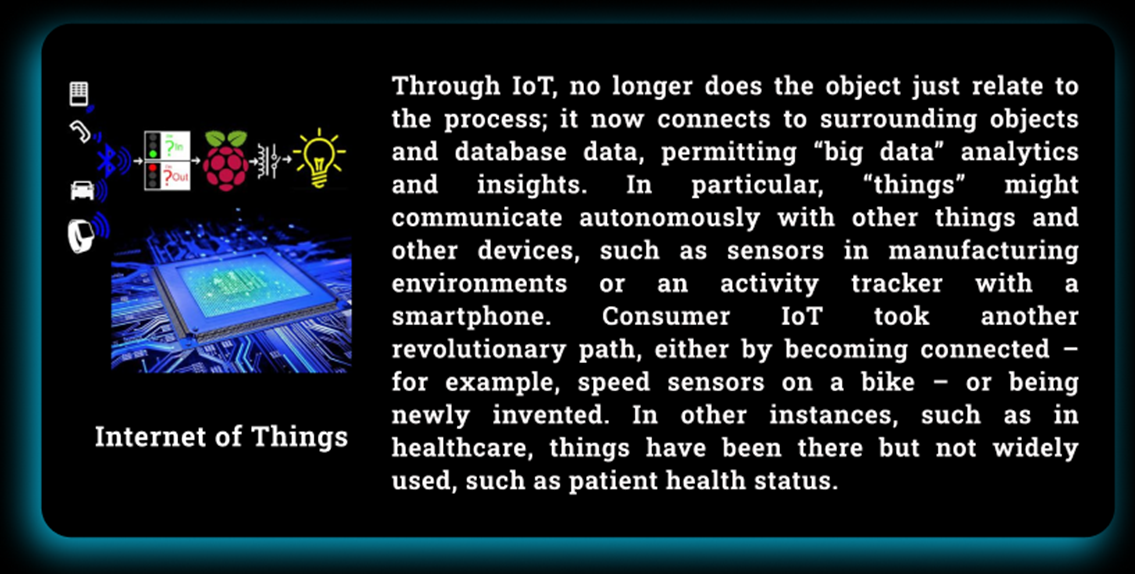 Through IoT, no longer does the object just relate to
the process; it now connects to surrounding objects
and database data, permitting “big data” analytics
and insights. In particular, “things” might
communicate autonomously with other things and
other devices, such as sensors in manufacturing
environments or an activity tracker with a
smartphone. Consumer IoT took another
revolutionary path, either by becoming connected –
for example, speed sensors on a bike – or being
newly invented. In other instances, such as in
healthcare, things have been there but not widely
used, such as patient health status.
?In
?Out
Internet of Things